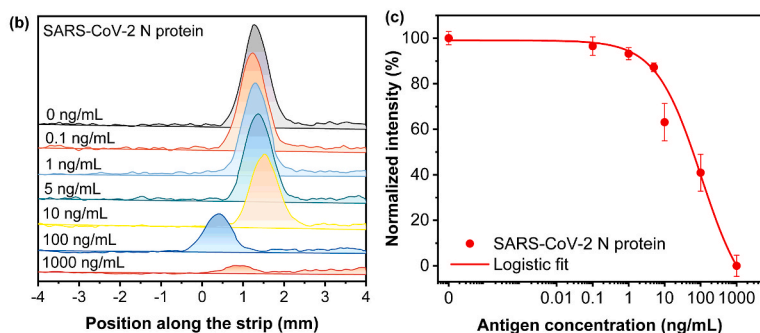 (b)
SARS-CoV-2 N protein
0 ng/mL
0.1 ng/mL
1 ng/mL
5 ng/mL
10 ng/mL
100 ng/mL
1000 ng/mL
-4 -3 -2 -1 0 1 2 3 4
Position along the strip (mm)
(c)
Normalized intensity (%)
100
80
60
40
20
0
SARS-CoV-2 N protein
Logistic fit
0 0.01 0.1 1 10 100 1000
Antigen concentration (ng/mL)